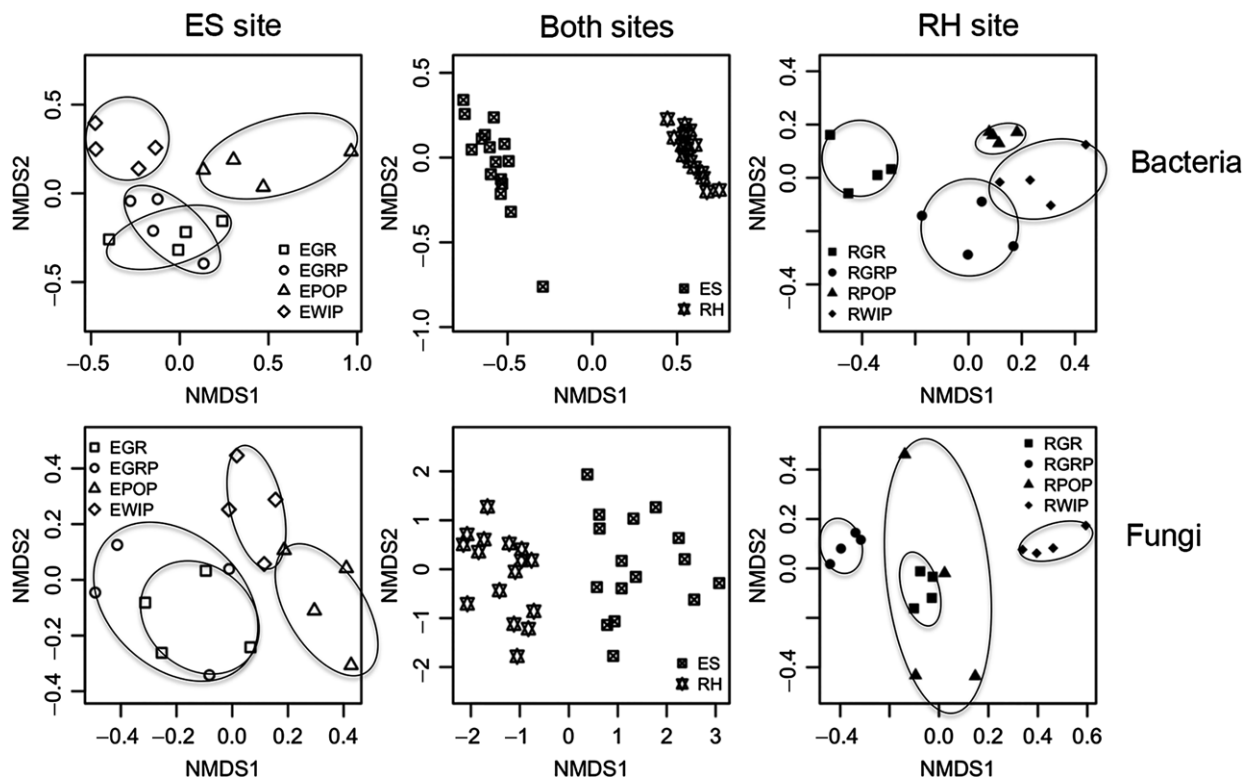 ES site
Both sites
RH site
NMDS2
0.5
0.0
−0.5
−0.5
0.0
0.5
1.0
NMDS1
EGR
EGRP
EPOP
EWIP
NMDS2
0.5
0.0
−0.5
−1.0
−0.5
0.0
0.5
NMDS1
ES
RH
NMDS2
0.4
0.2
0.0
−0.4
−0.4
0.0
0.2
0.4
NMDS1
RGR
RGRP
RPOP
RWIP
Bacteria
NMDS2
0.4
0.2
0.0
−0.2
−0.4
−0.4
−0.2
0.0
0.2
0.4
NMDS1
EGR
EGRP
EPOP
EWIP
NMDS2
2
1
0
−1
−2
−2
−1
0
1
2
3
NMDS1
ES
RH
NMDS2
0.4
0.2
0.0
−0.4
−0.4
0.0
0.2
0.4
0.6
NMDS1
RGR
RGRP
RPOP
RWIP
Fungi